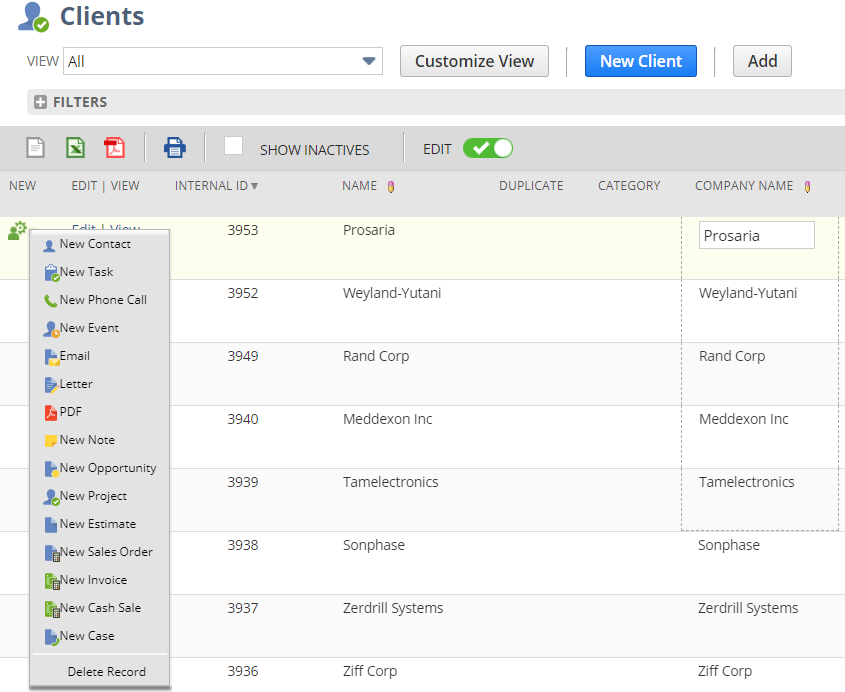 Clients
VIEW All Customize View New Client Add
FILTERS
SHOW INACTIVES EDIT
NEW EDIT | VIEW INTERNAL ID NAME DUPLICATE CATEGORY COMPANY NAME
Edit | View 3953 Prosaria Prosaria
New Contact
New Task
3952 Weyland-Yutani Weyland-Yutani
New Phone Call
New Event
Email
3949 Rand Corp Rand Corp
Letter
PDF
3940 Meddexon Inc Meddexon Inc
New Note
New Opportunity
3939 Tamelectronics Tamelectronics
New Project
New Estimate
3938 Sonphase Sonphase
New Sales Order
New Invoice
New Cash Sale
3937 Zerdrill Systems Zerdrill Systems
New Case
Delete Record
3936 Ziff Corp Ziff Corp